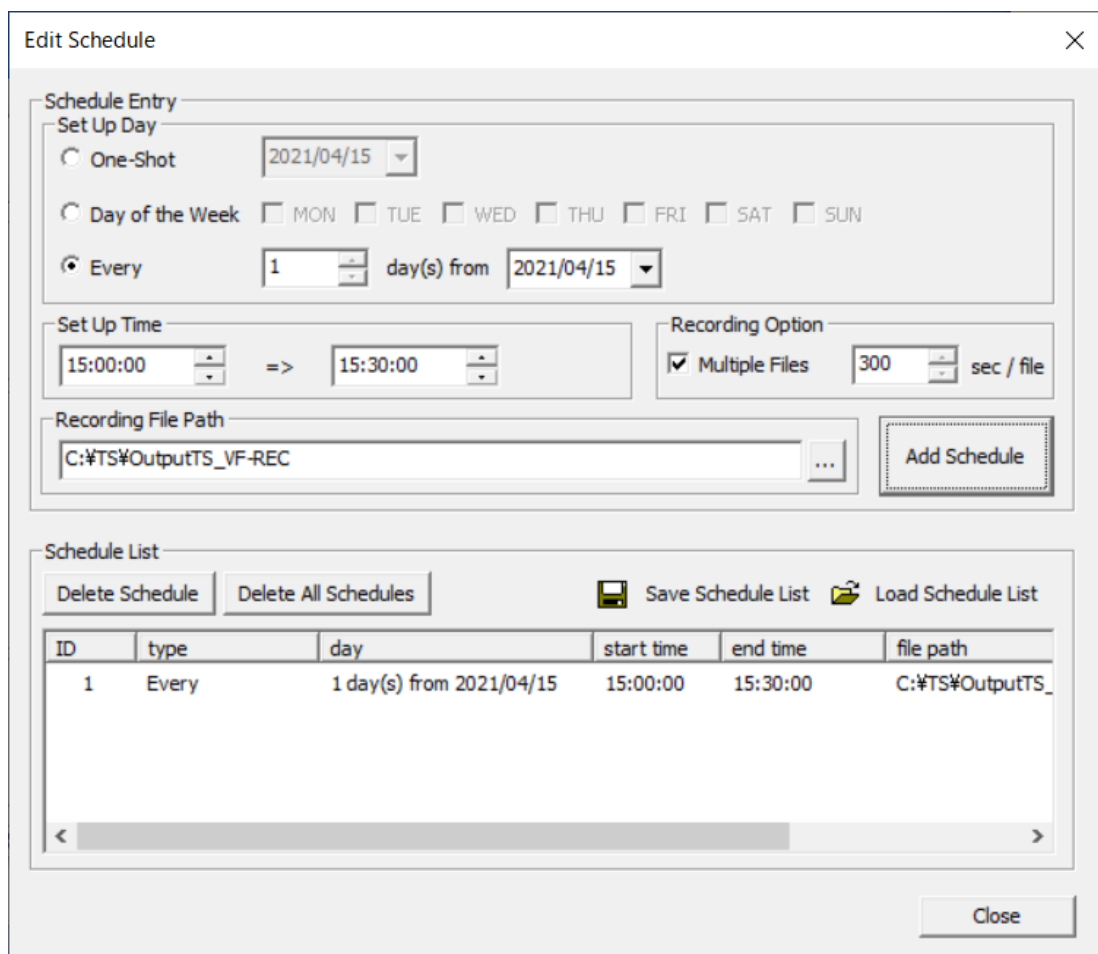 Edit Schedule
Schedule Entry
Set Up Day
One-Shot 2021/04/15
Day of the Week MON TUE WED THU FRI SAT SUN
Every 1 day(s) from 2021/04/15
Set Up Time
15:00:00 => 15:30:00
Recording Option
Multiple Files 300 sec / file
Recording File Path
C:¥TS¥OutputTS_VF-REC ...
Add Schedule
Schedule List
Delete Schedule Delete All Schedules Save Schedule List Load Schedule List
ID type day start time end time file path
1 Every 1 day(s) from 2021/04/15 15:00:00 15:30:00 C:¥TS¥OutputTS_
Close